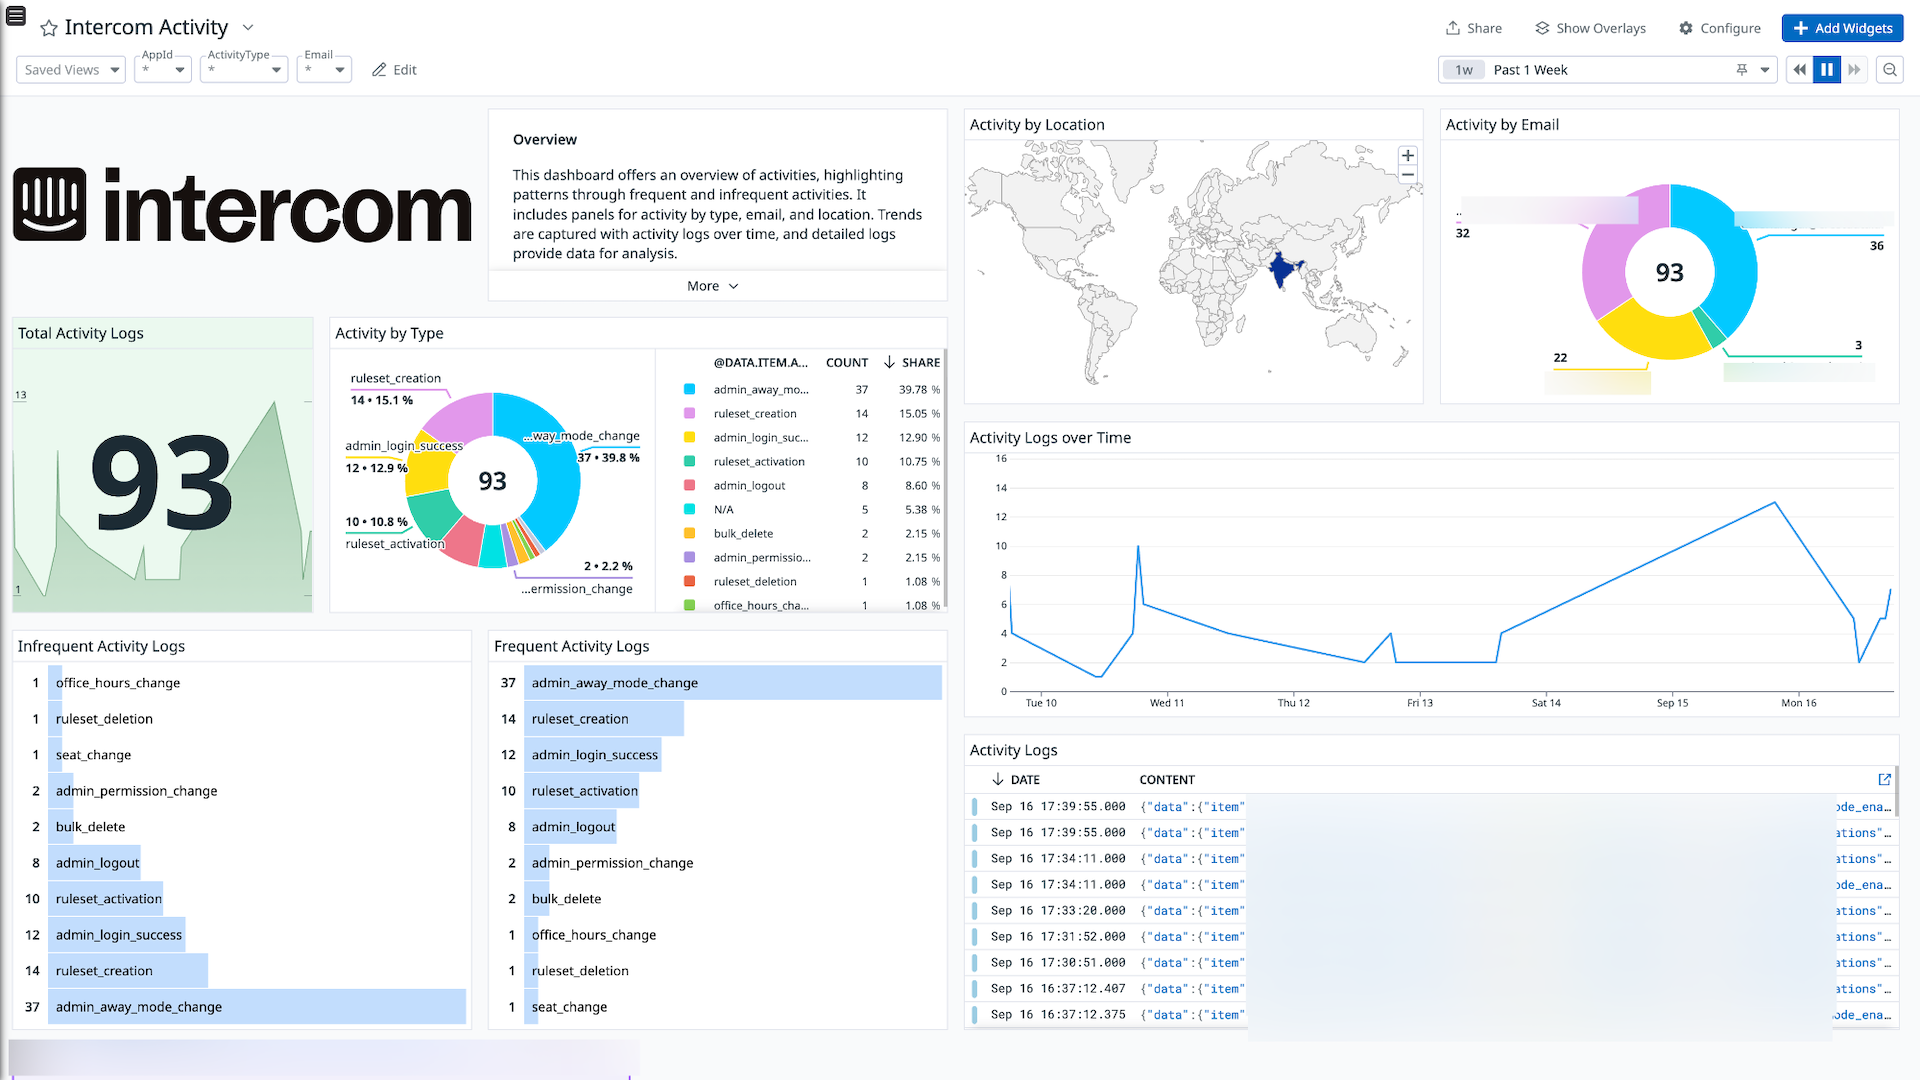 Intercom Activity
Share
Show Overlays
Configure
Add Widgets
Saved Views
AppId
*
ActivityType
*
Email
*
Edit
1w
Past 1 Week
intercom
Overview
This dashboard offers an overview of activities, highlighting
patterns through frequent and infrequent activities. It
includes panels for activity by type, email, and location. Trends
are captured with activity logs over time, and detailed logs
provide data for analysis.
More
Activity by Location
+
−
Activity by Email
...
32
36
93
3
22
Total Activity Logs
13
93
1
Activity by Type
ruleset_creation
14 • 15.1 %
admin_login_success
12 • 12.9 %
10 • 10.8 %
ruleset_activation
...way_mode_change
37 • 39.8 %
93
2 • 2.2 %
...ermission_change
@DATA.ITEM.A... COUNT SHARE
admin_away_mo... 37 39.78 %
ruleset_creation 14 15.05 %
admin_login_suc... 12 12.90 %
ruleset_activation 10 10.75 %
admin_logout 8 8.60 %
N/A 5 5.38 %
bulk_delete 2 2.15 %
admin_permissio... 2 2.15 %
ruleset_deletion 1 1.08 %
office_hours_cha... 1 1.08 %
Activity Logs over Time
16
14
12
10
8
6
4
2
0
Tue 10 Wed 11 Thu 12 Fri 13 Sat 14 Sep 15 Mon 16
Infrequent Activity Logs
1 office_hours_change
1 ruleset_deletion
1 seat_change
2 admin_permission_change
2 bulk_delete
8 admin_logout
10 ruleset_activation
12 admin_login_success
14 ruleset_creation
37 admin_away_mode_change
Frequent Activity Logs
37 admin_away_mode_change
14 ruleset_creation
12 admin_login_success
10 ruleset_activation
8 admin_logout
2 admin_permission_change
2 bulk_delete
1 office_hours_change
1 ruleset_deletion
1 seat_change
Activity Logs
DATE CONTENT
Sep 16 17:39:55.000 {"data":{"item" ode_ena...
Sep 16 17:39:55.000 {"data":{"item" ations"...
Sep 16 17:34:11.000 {"data":{"item" ations"...
Sep 16 17:34:11.000 {"data":{"item" ode_ena...
Sep 16 17:33:20.000 {"data":{"item" ations"...
Sep 16 17:31:52.000 {"data":{"item" ations"...
Sep 16 17:30:51.000 {"data":{"item" ations"...
Sep 16 16:37:12.407 {"data":{"item" ations"...
Sep 16 16:37:12.375 {"data":{"item" ode_ena...